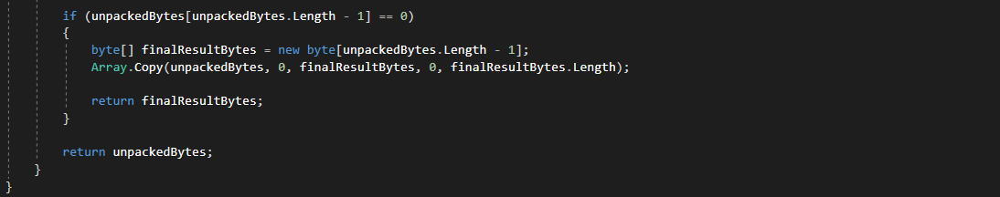 if (unpackedBytes[unpackedBytes.Length - 1] == 0)
{
byte[] finalResultBytes = new byte[unpackedBytes.Length - 1];
Array.Copy(unpackedBytes, 0, finalResultBytes, 0, finalResultBytes.Length);
return finalResultBytes;
}
return unpackedBytes;
}
}